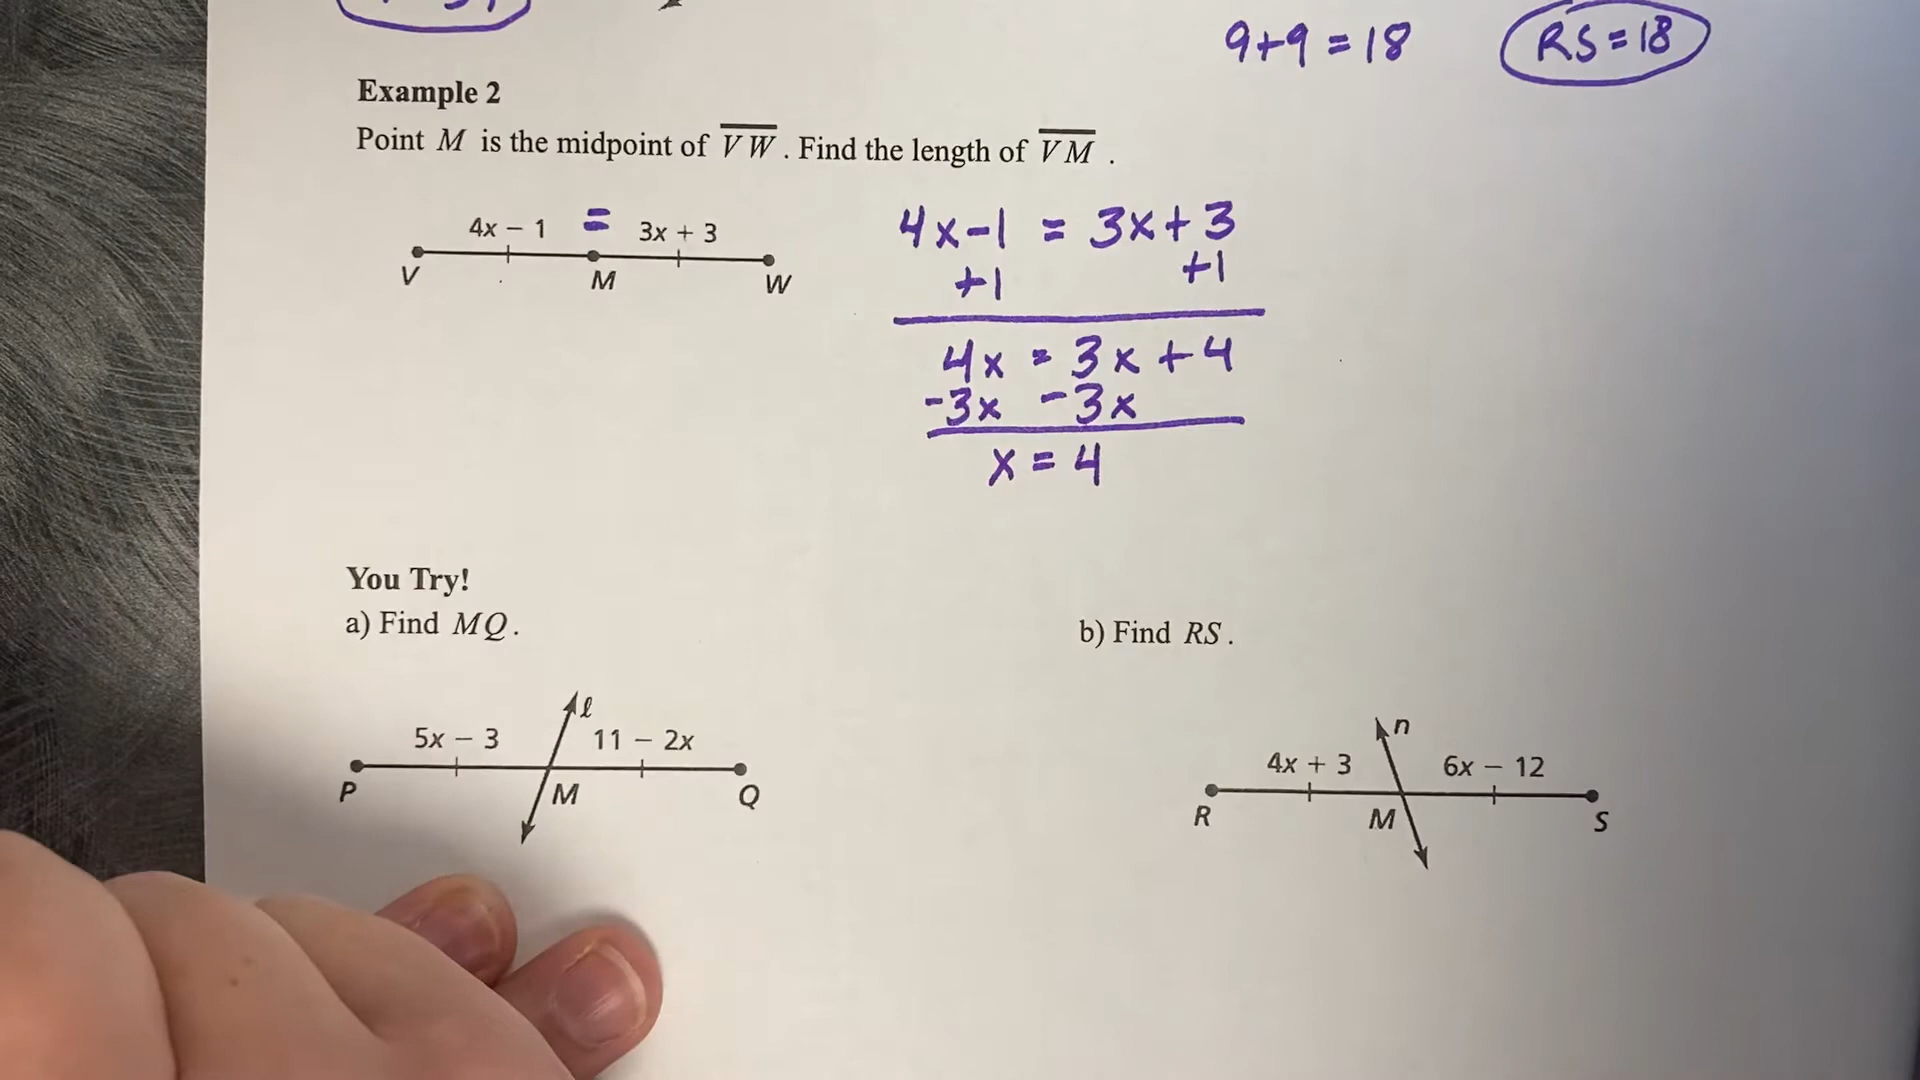 9+9=18
RS=18
Example 2
Point M is the midpoint of VW. Find the length of VM.
4x − 1 = 3x + 3
V M W
4x-1 = 3x+3
+1 +1
4x = 3x+4
-3x -3x
x=4
You Try!
a) Find MQ.
5x − 3 ℓ 11 − 2x
P M Q
b) Find RS.
4x + 3 n 6x − 12
R M S